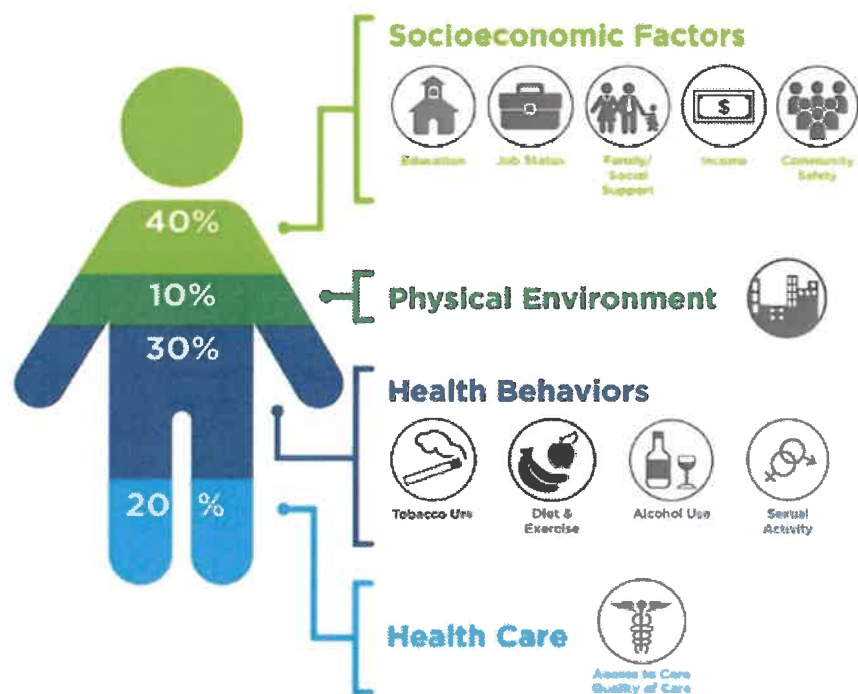 Socioeconomic Factors
$
Education
Job Status
Family/
Social
Support
Income
Community
Safety
40%
10%
Physical Environment
30%
Health Behaviors
Tobacco Use
Diet &
Exercise
Alcohol Use
Sexual
Activity
20 %
Health Care
Access to Care
Quality of Care